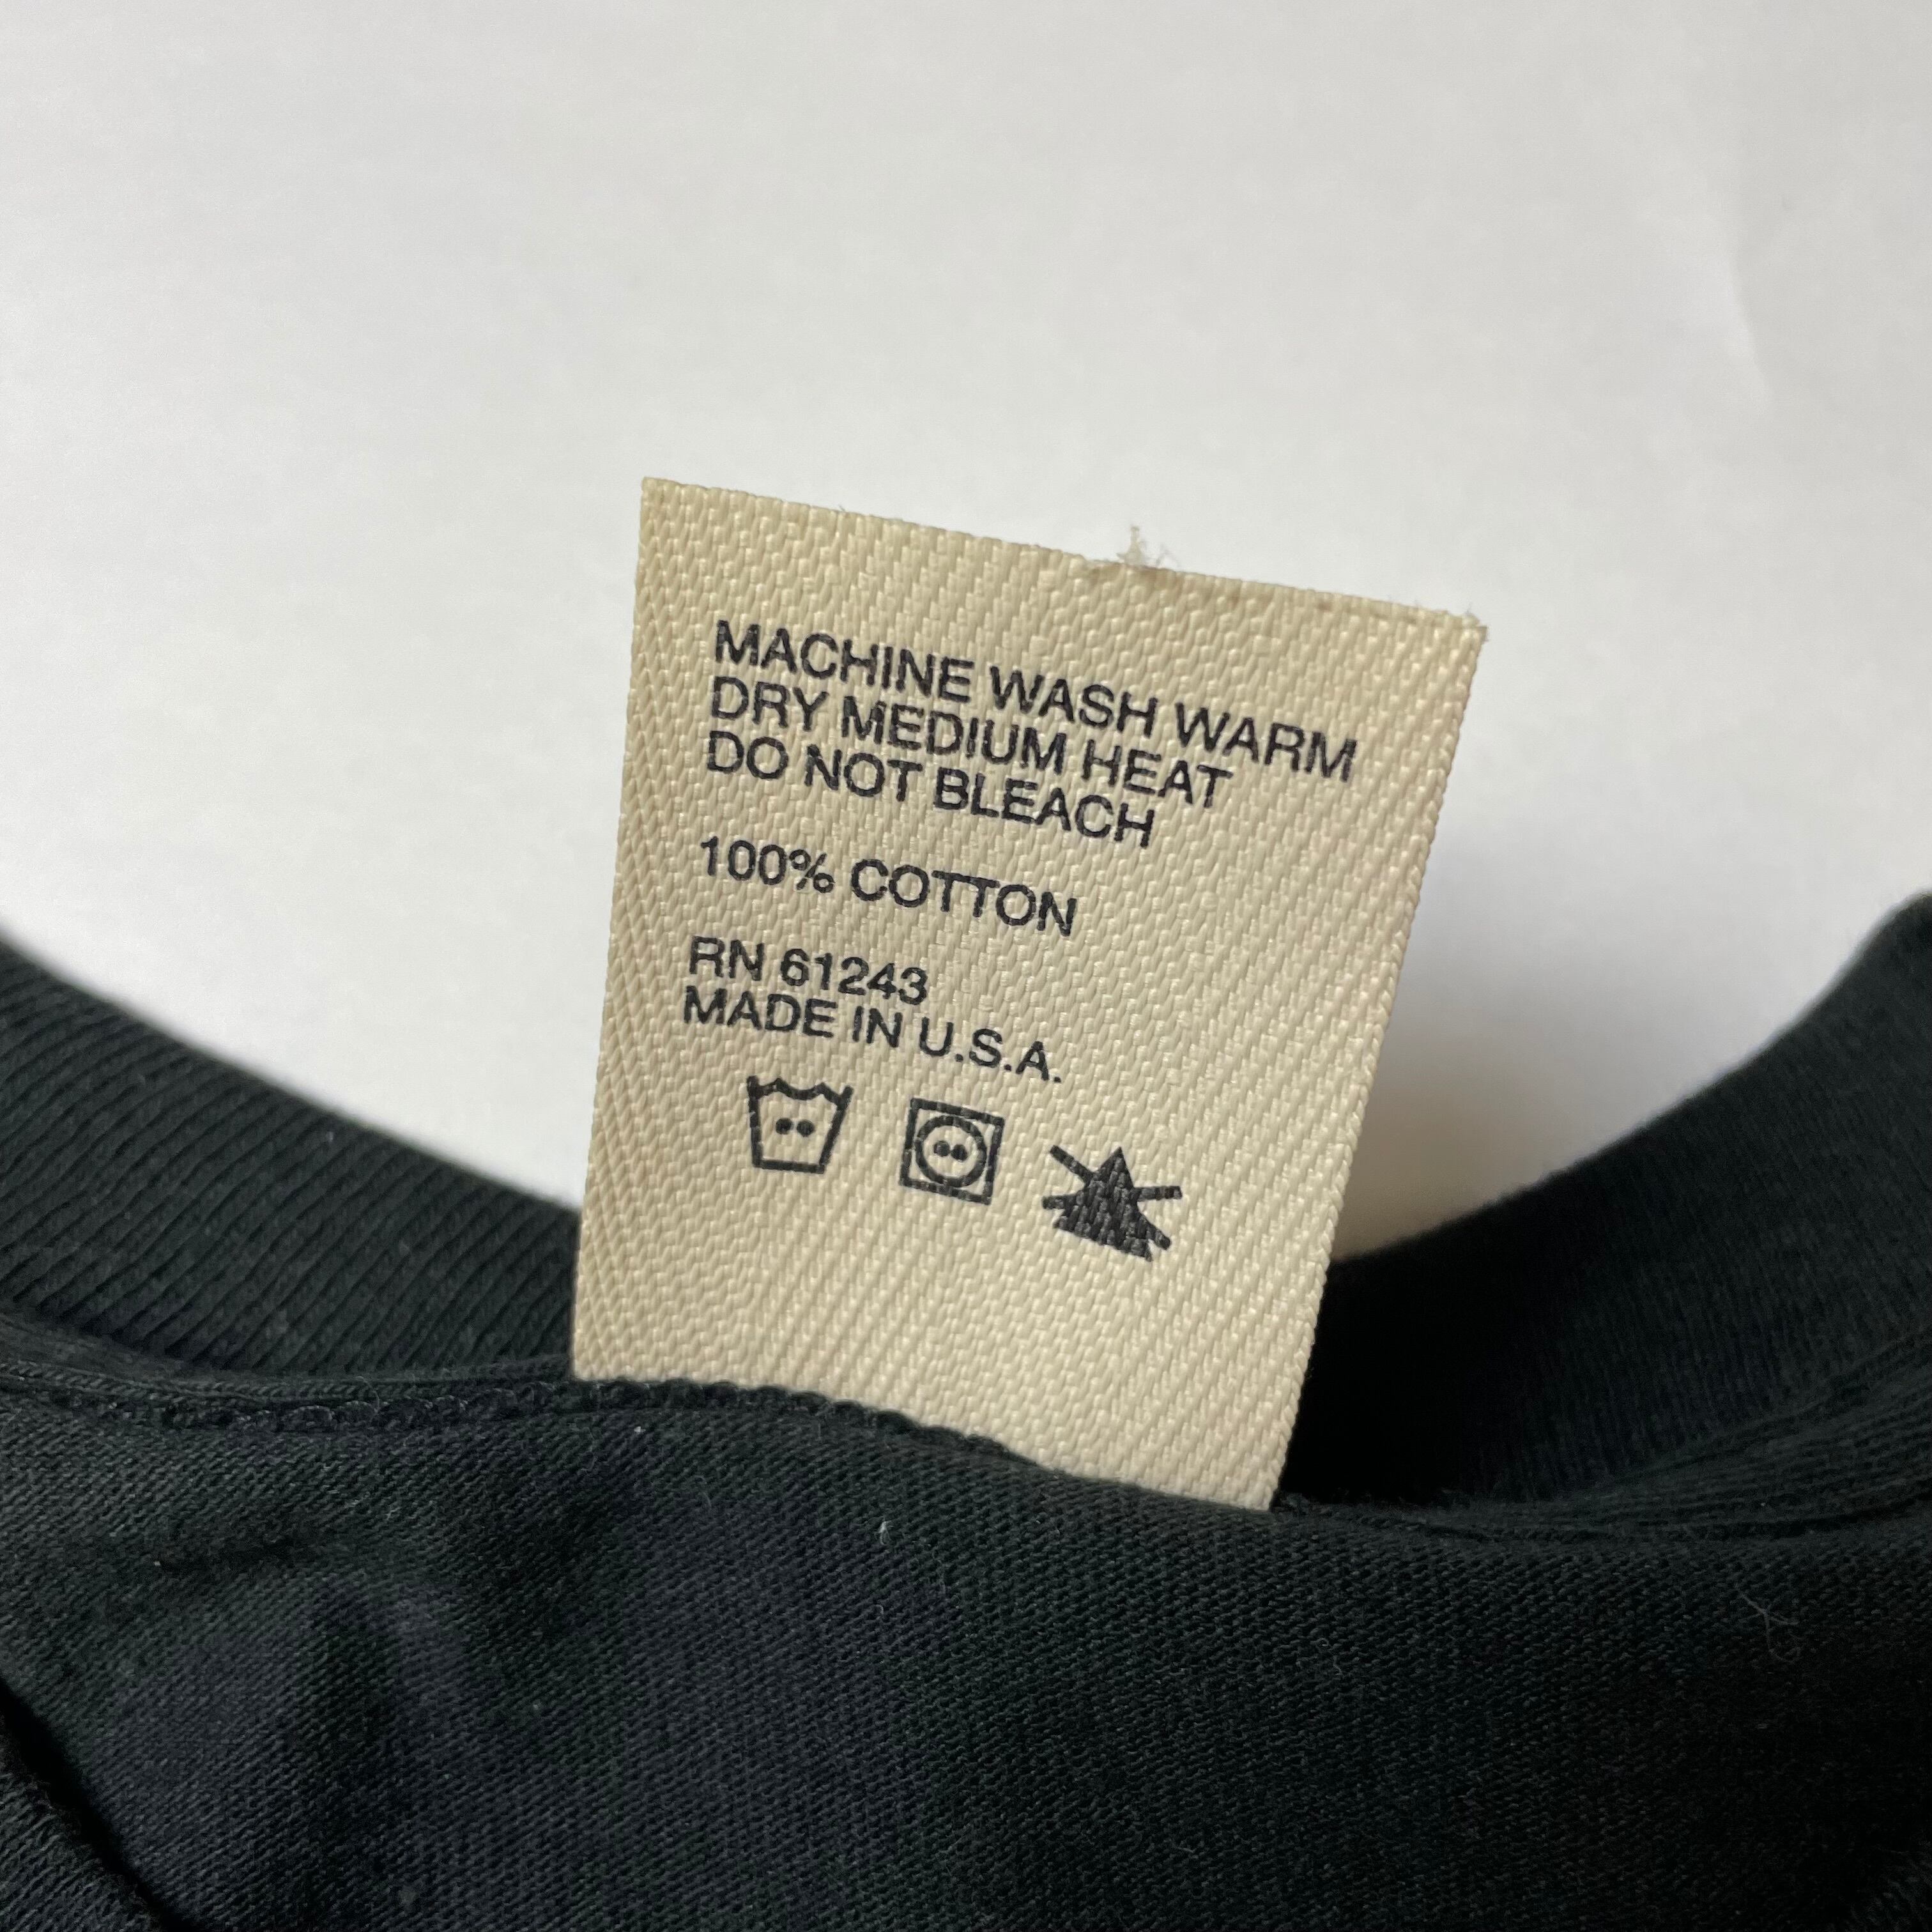 MACHINE WASH WARM
DRY MEDIUM HEAT
DO NOT BLEACH
100% COTTON
RN 61243
MADE IN U.S.A.